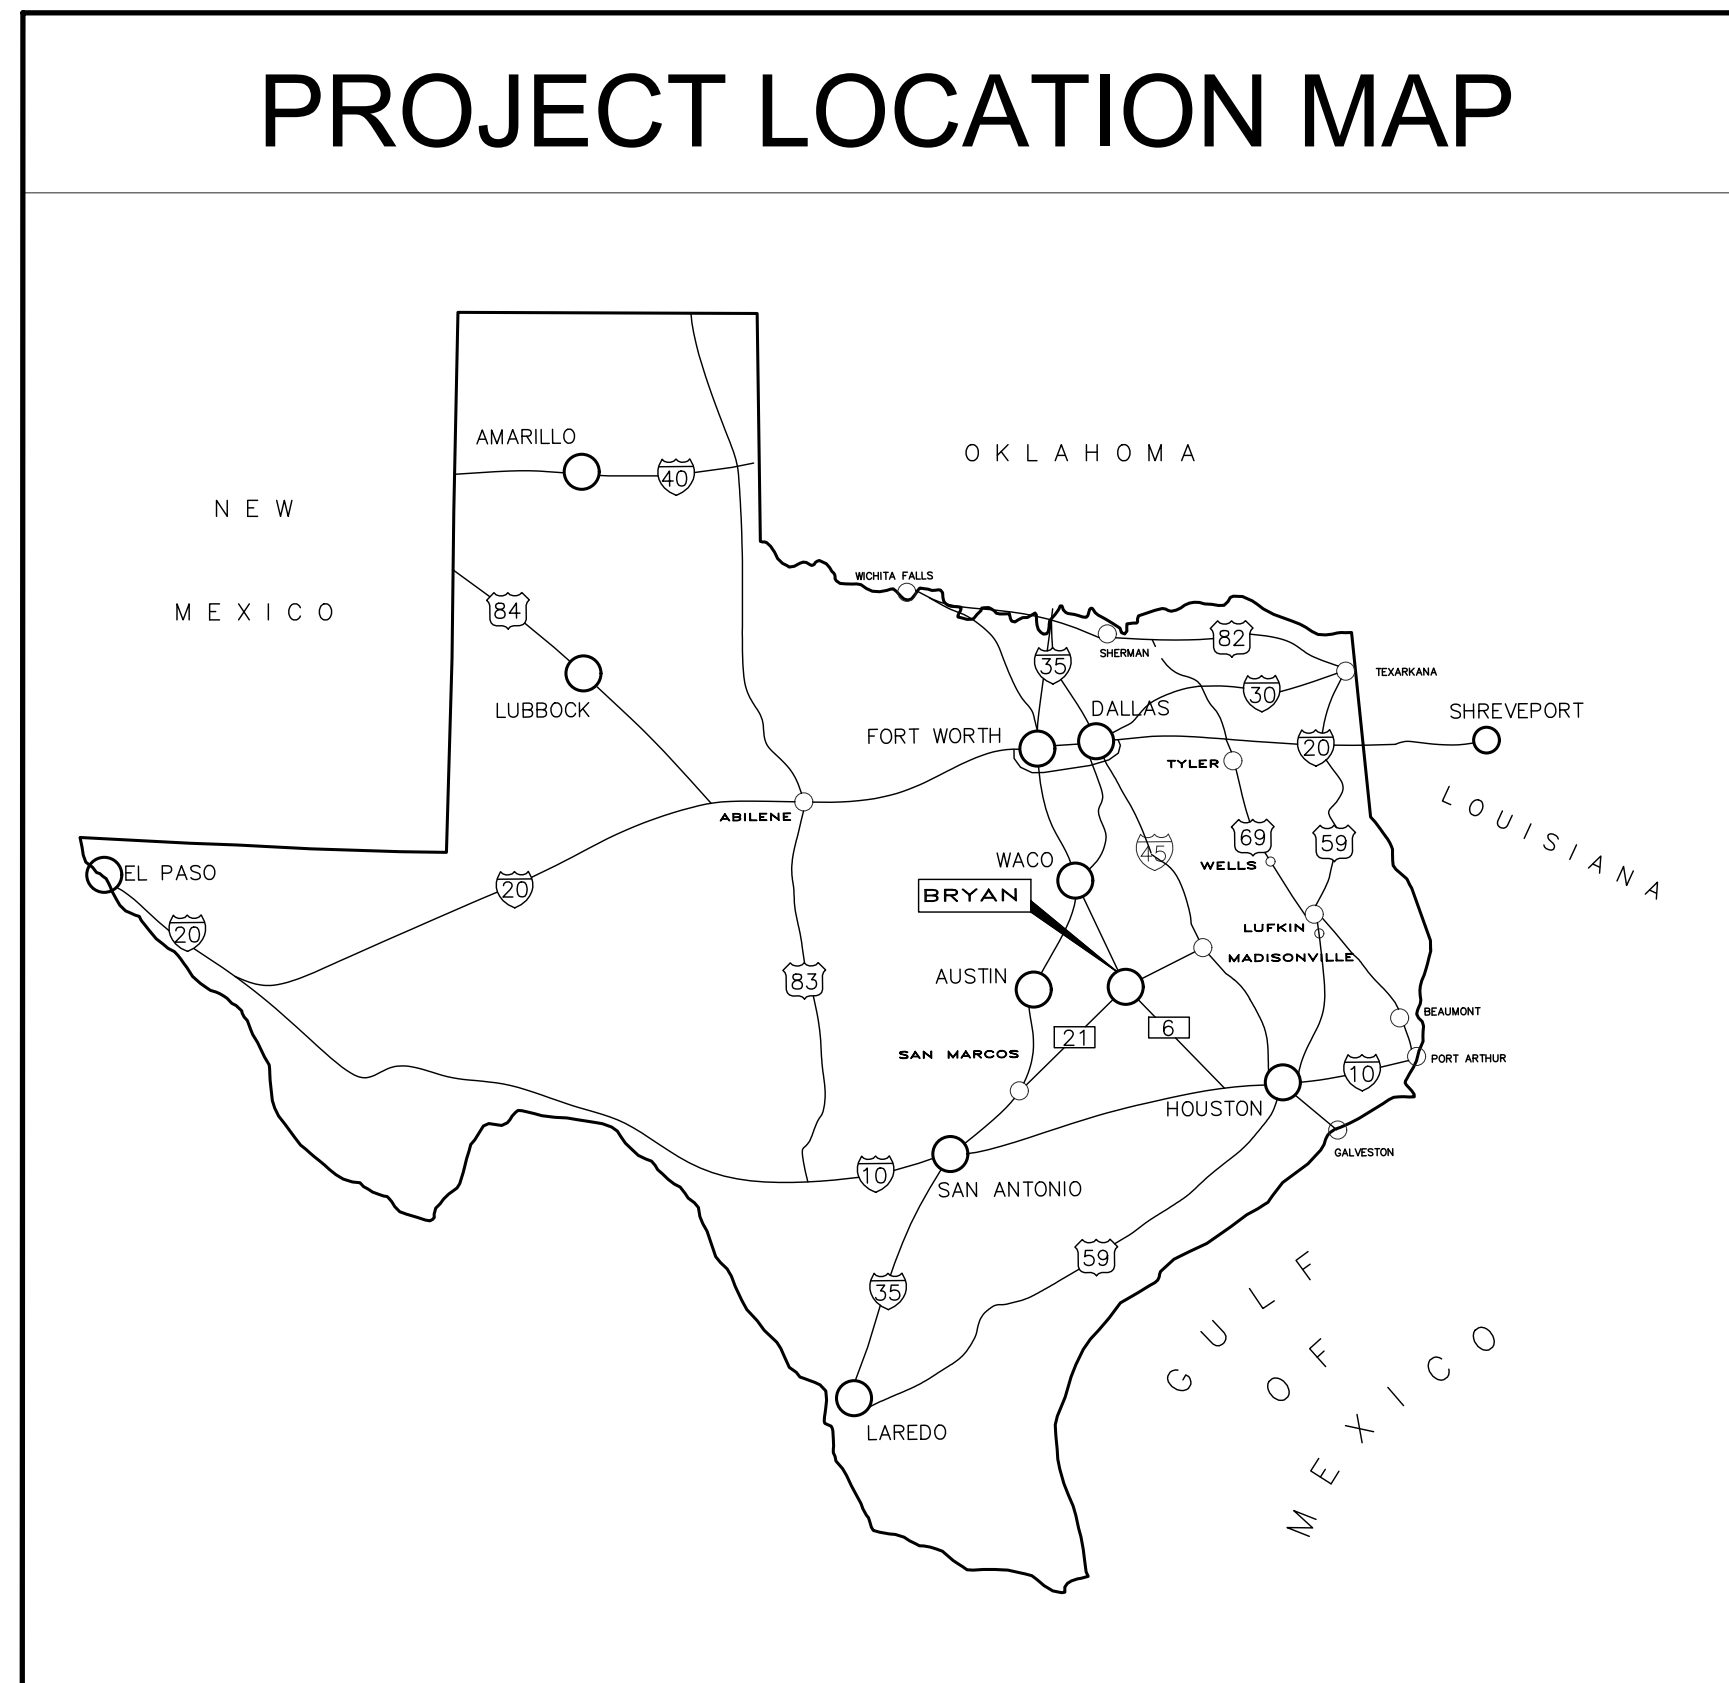 PROJECT LOCATION MAP
AMARILLO
40
OKLAHOMA
NEW
MEXICO
WICHITA FALLS
84
82
SHERMAN
35
TEXARKANA
30
LUBBOCK
DALLAS
SHREVEPORT
FORT WORTH
20
TYLER
LOUISIANA
ABILENE
69
59
45
WACO
WELLS
EL PASO
20
BRYAN
20
LUFKIN
MADISONVILLE
AUSTIN
83
BEAUMONT
21
6
SAN MARCOS
PORT ARTHUR
10
HOUSTON
GALVESTON
10
SAN ANTONIO
59
35
GULF
OF
MEXICO
LAREDO